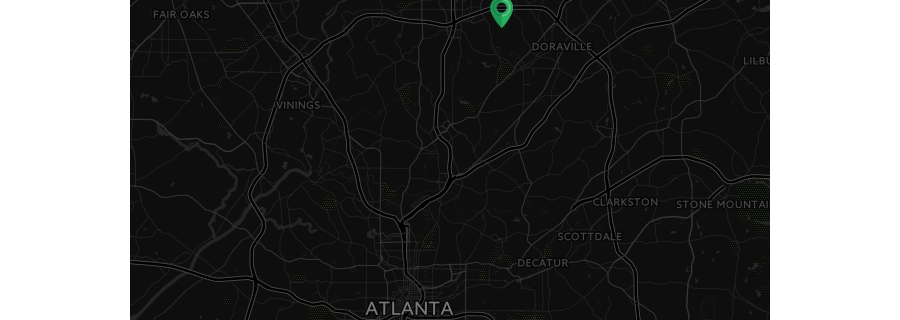 FAIR OAKS
DORAVILLE
LILBU
VININGS
CLARKSTON
STONE MOUNTAI
SCOTTDALE
DECATUR
ATLANTA